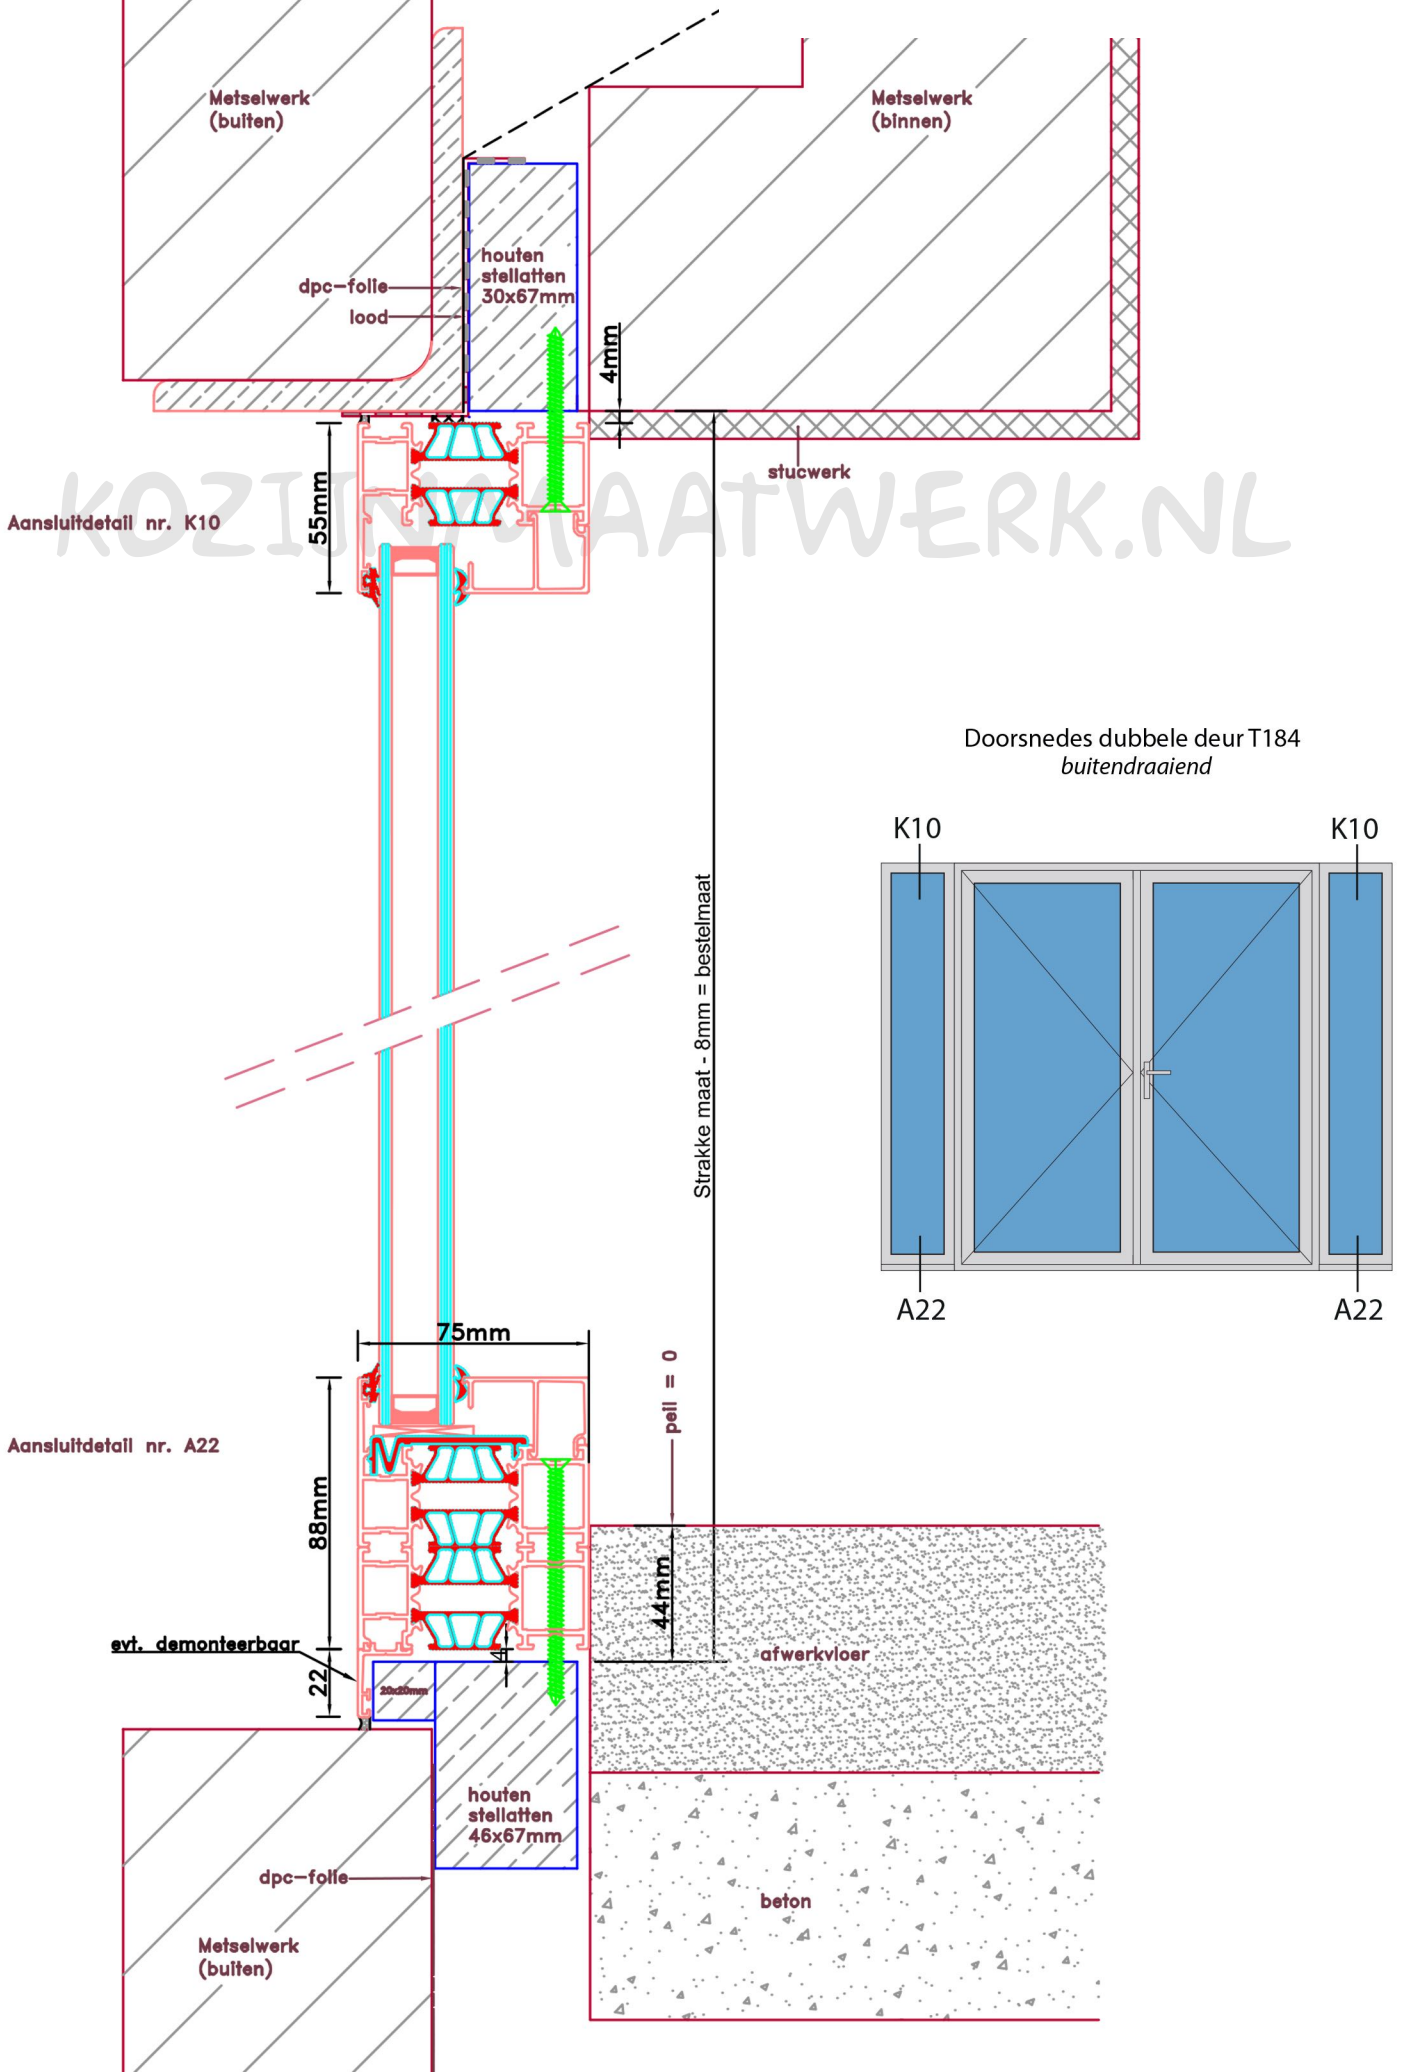 Metselwerk
(buiten)
Metselwerk
(binnen)
houten
stellatten
30x67mm
dpc-folie
lood
4mm
stucwerk
KOZIJNMAATWERK.NL
55mm
Aansluitdetail nr. K10
Doorsnedes dubbele deur T184
buitendraaiend
K10
K10
Strakke maat - 8mm = bestelmaat
A22
A22
75mm
peil = 0
Aansluitdetail nr. A22
88mm
44mm
evt. demonteerbaar
4
afwerkvloer
22
20x20mm
houten
stellatten
46x67mm
dpc-folie
beton
Metselwerk
(buiten)